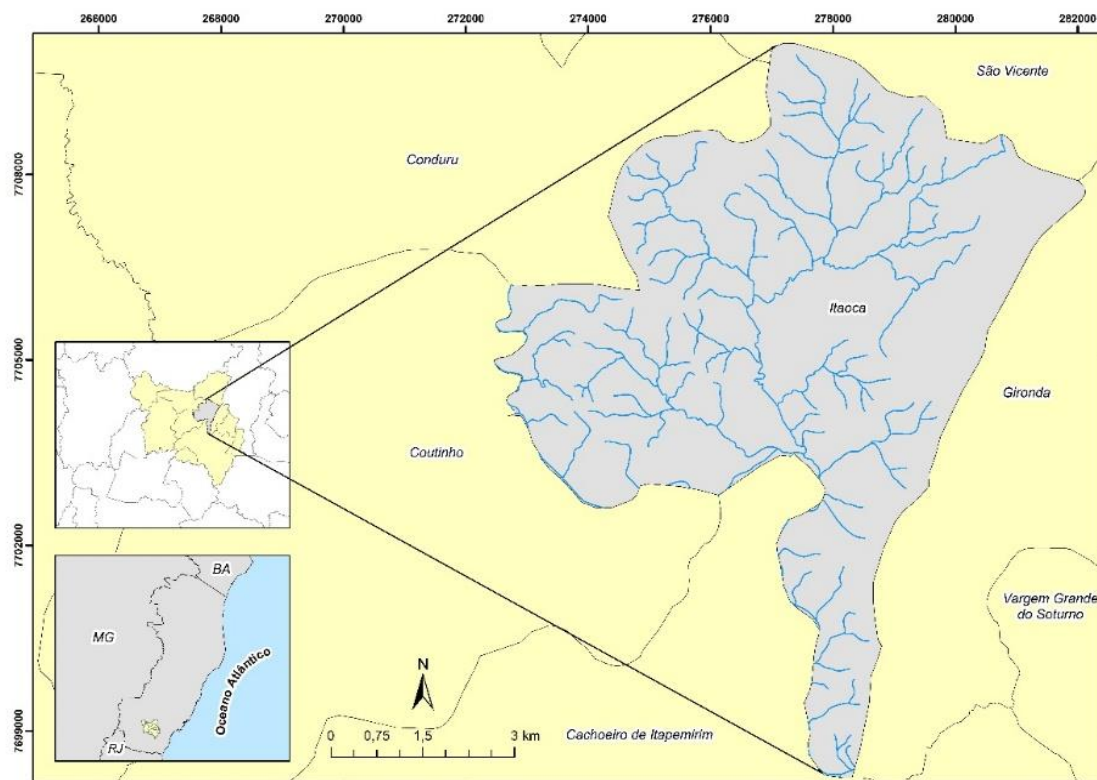 266000 268000 270000 272000 274000 276000 278000 280000 282000
São Vicente
Conduru
7708000
Itaoca
7705000
Gironda
Coutinho
7702000
BA
Vargem Grande
do Soturno
MG
Oceano Atlântico
N
7699000
RJ
0 0,75 1,5 3 km
Cachoeiro de Itapemirim